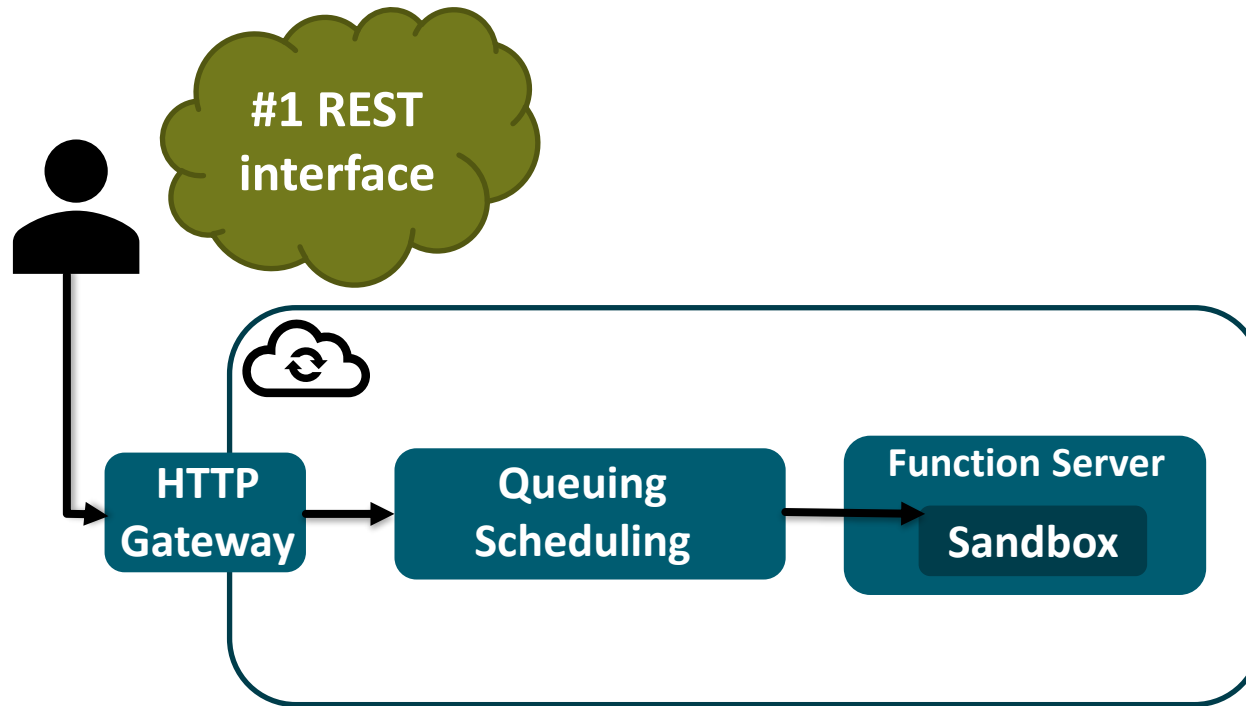 #1 REST
interface
HTTP
Gateway
Queuing
Scheduling
Function Server
Sandbox